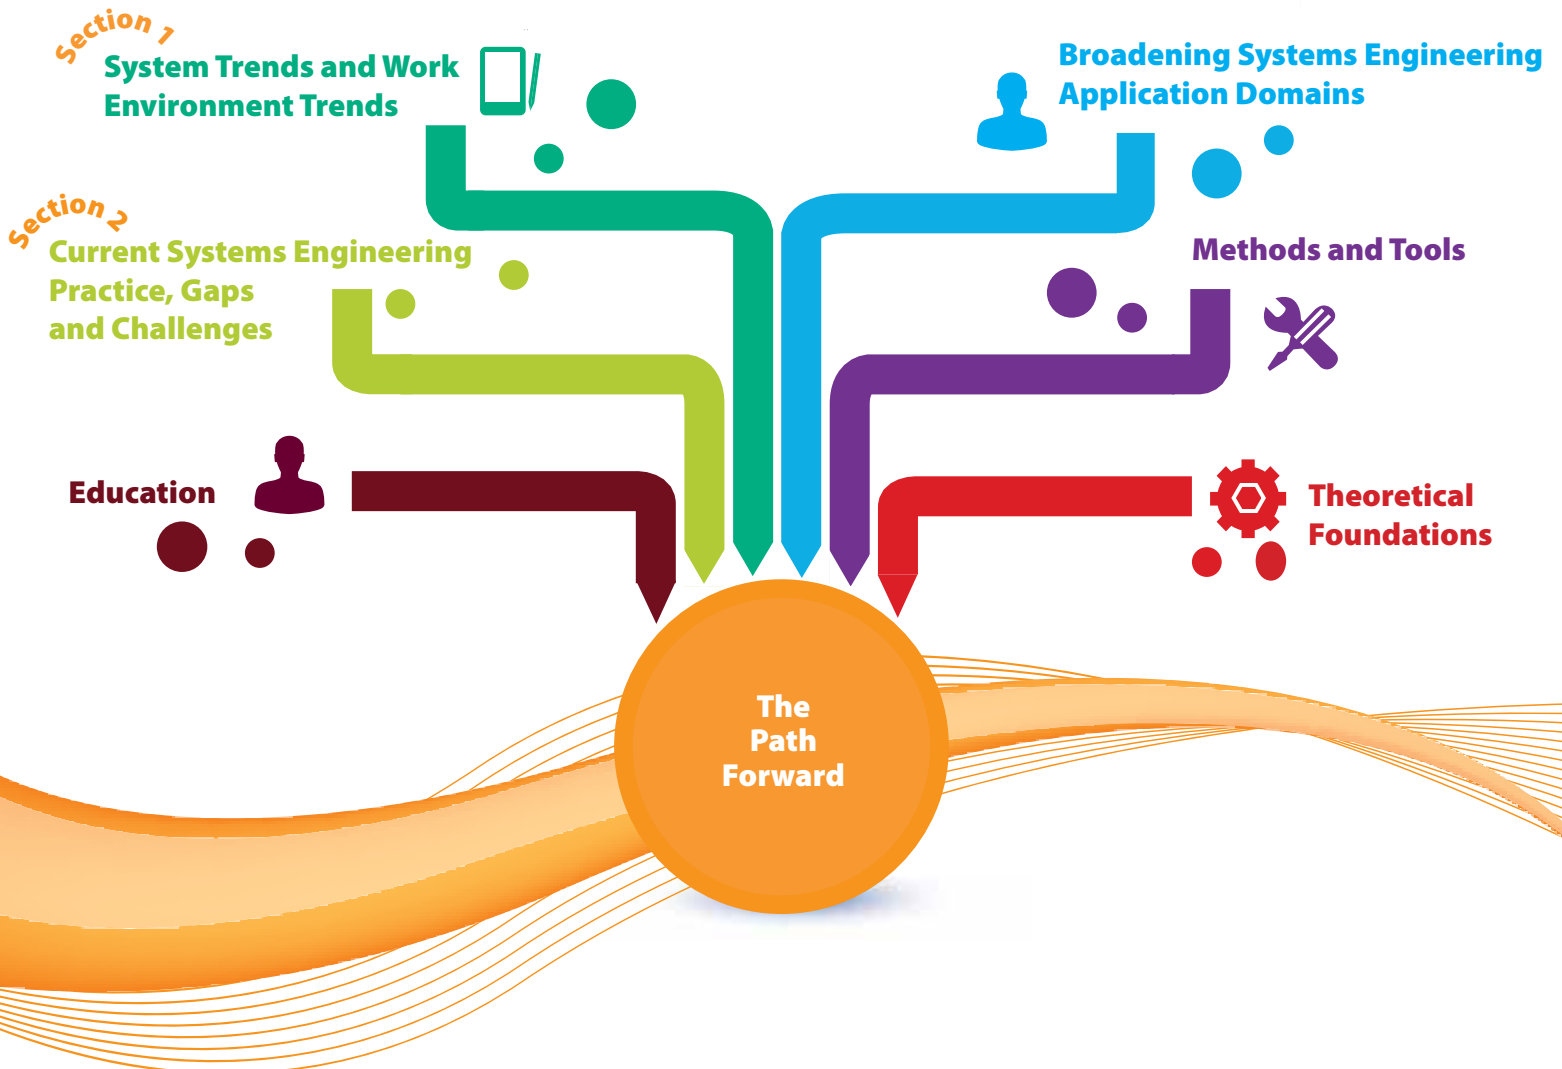 Section 1
System Trends and Work
Environment Trends
Section 2
Current Systems Engineering
Practice, Gaps
and Challenges
Education
Broadening Systems Engineering
Application Domains
Methods and Tools
Theoretical
Foundations
The
Path
Forward